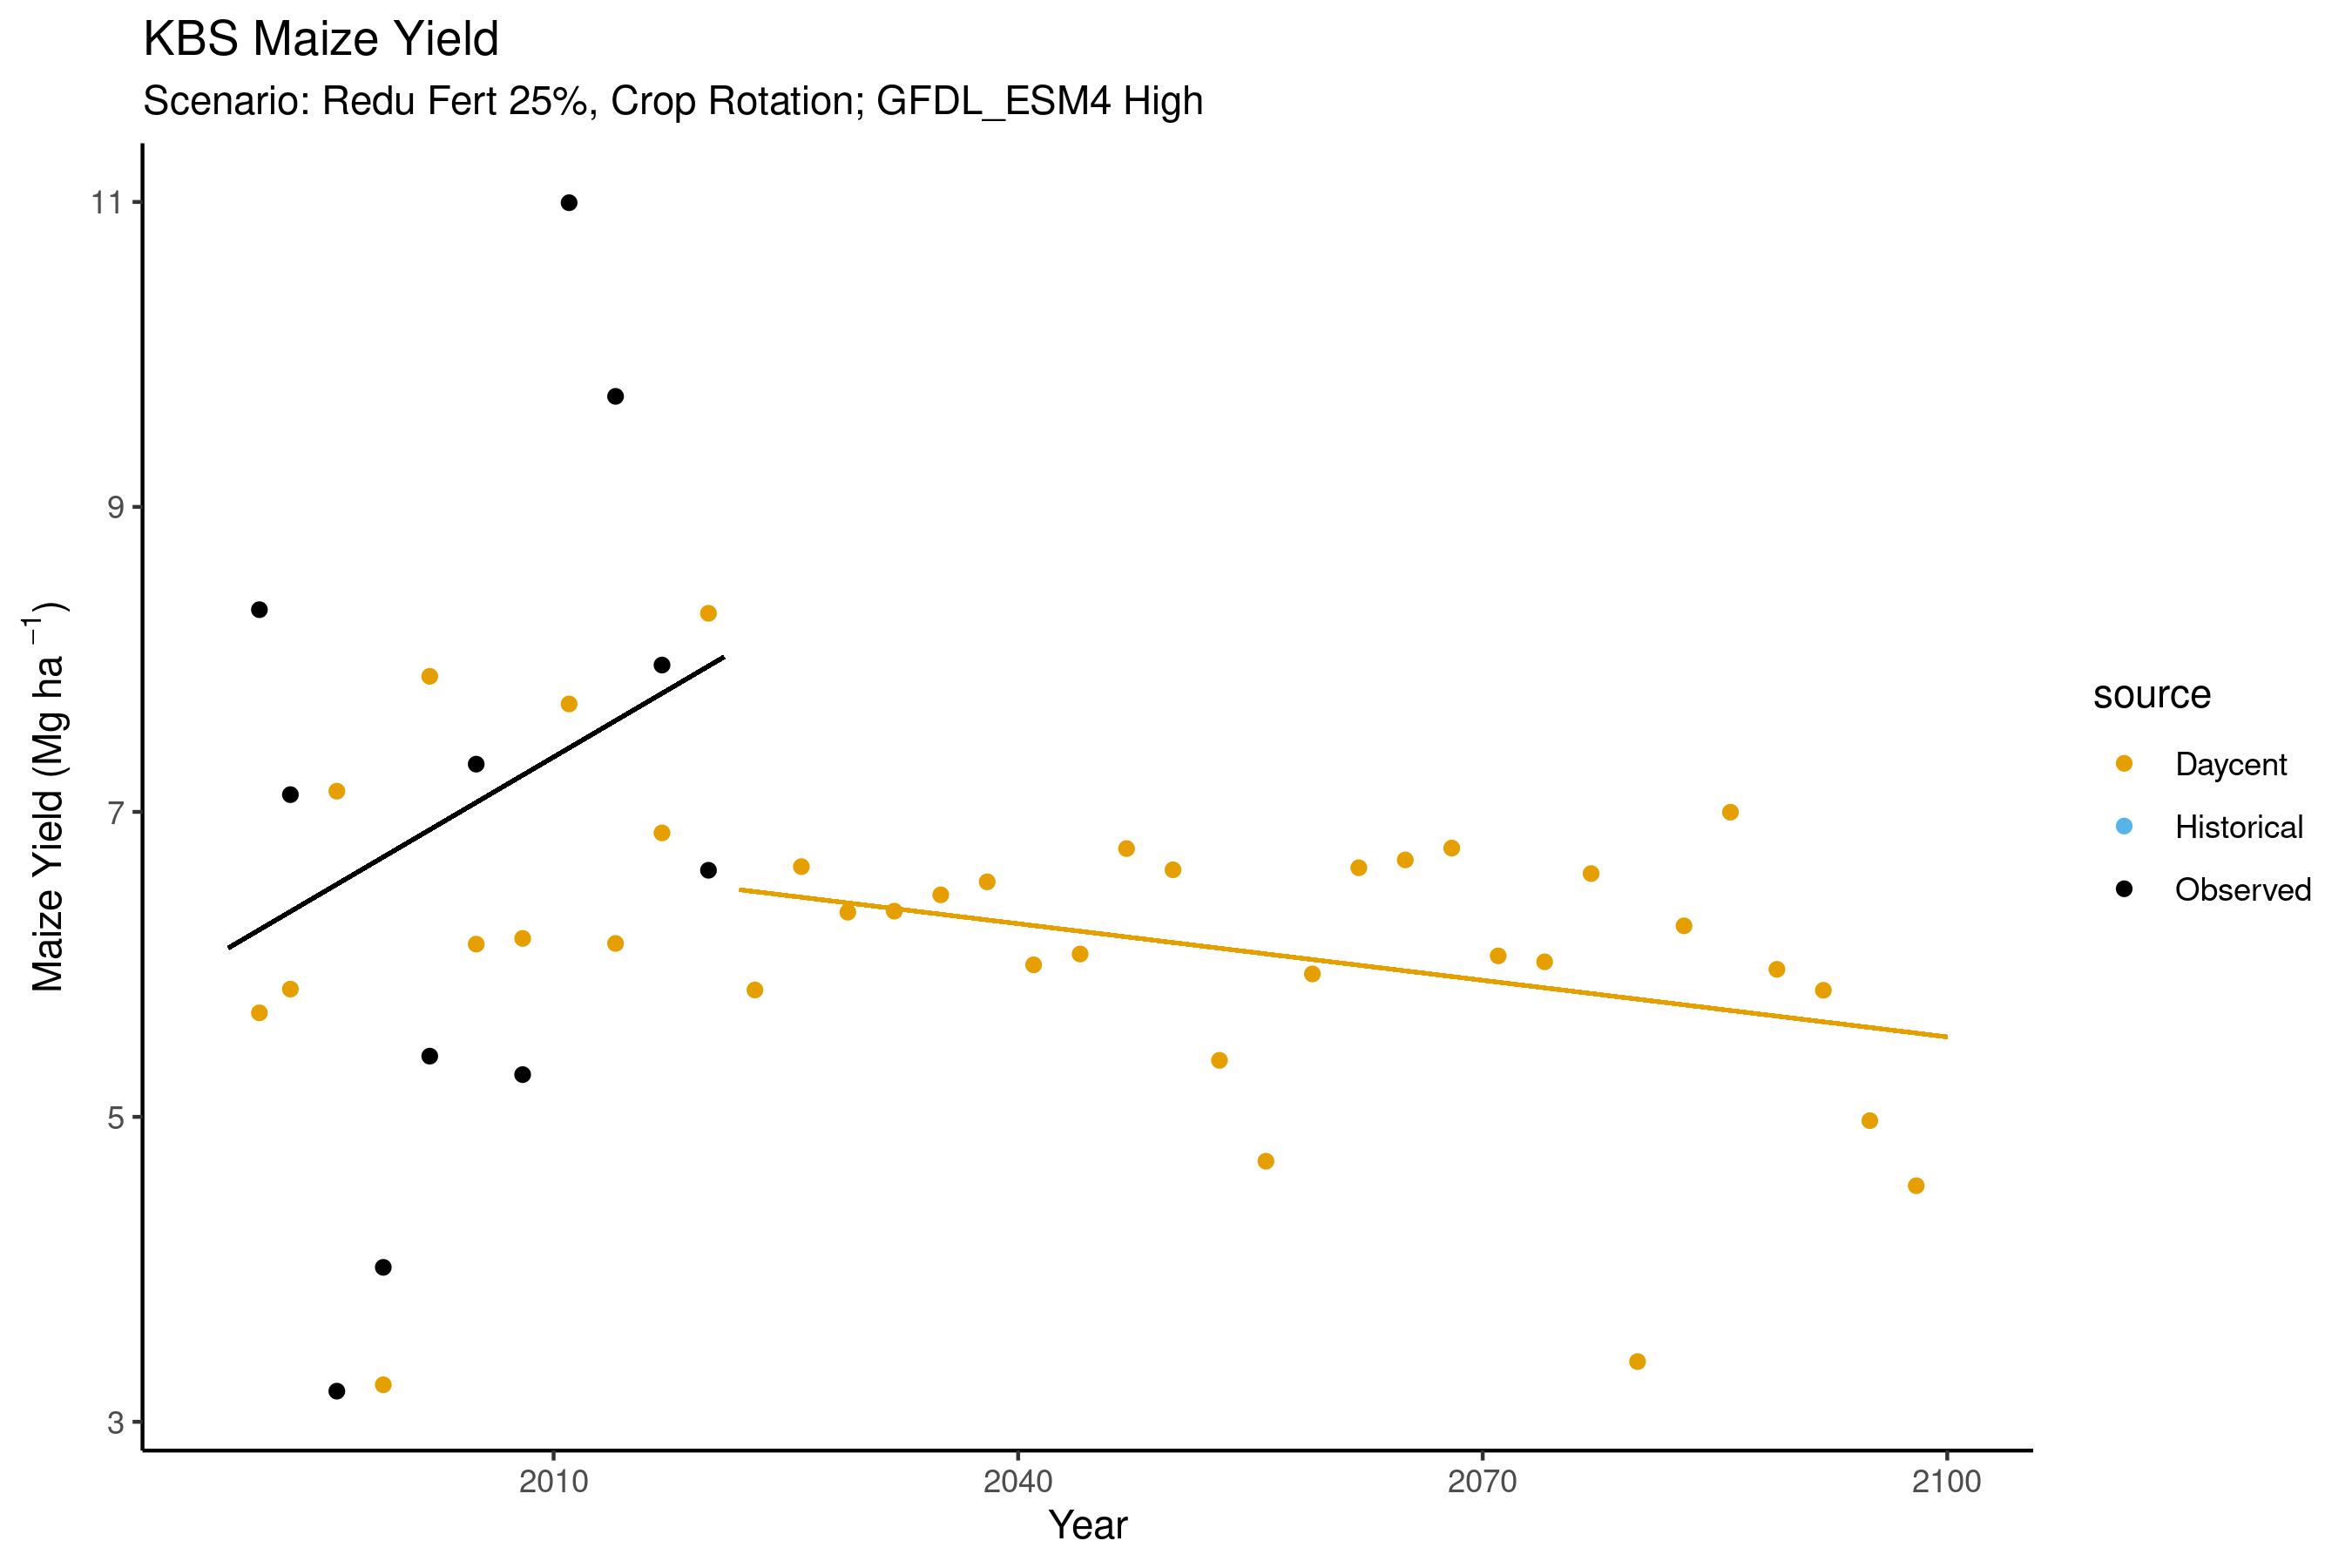 KBS Maize Yield
Scenario: Redu Fert 25%, Crop Rotation; GFDL_ESM4 High
Maize Yield (Mg ha −1)
11
9
7
5
3
2010
2040
2070
2100
Year
source
Daycent
Historical
Observed